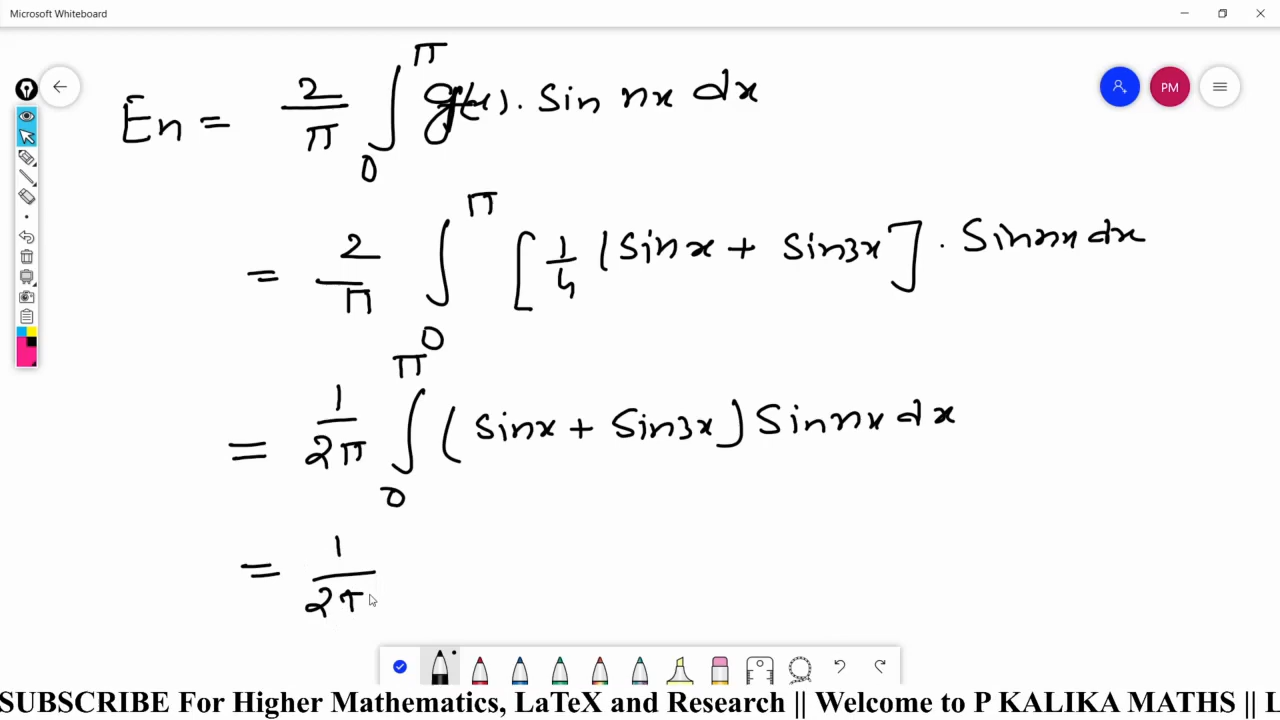 Microsoft Whiteboard
PM
En = 2/π ∫₀^π g(x). Sin nx dx
= 2/π ∫₀^π [1/4 (Sinx + Sin3x] . Sinnx dx
= 1/2π ∫₀^π (Sinx + Sin3x) Sinnx dx
= 1/2π
SUBSCRIBE For Higher Mathematics, LaTeX and Research || Welcome to P KALIKA MATHS || L